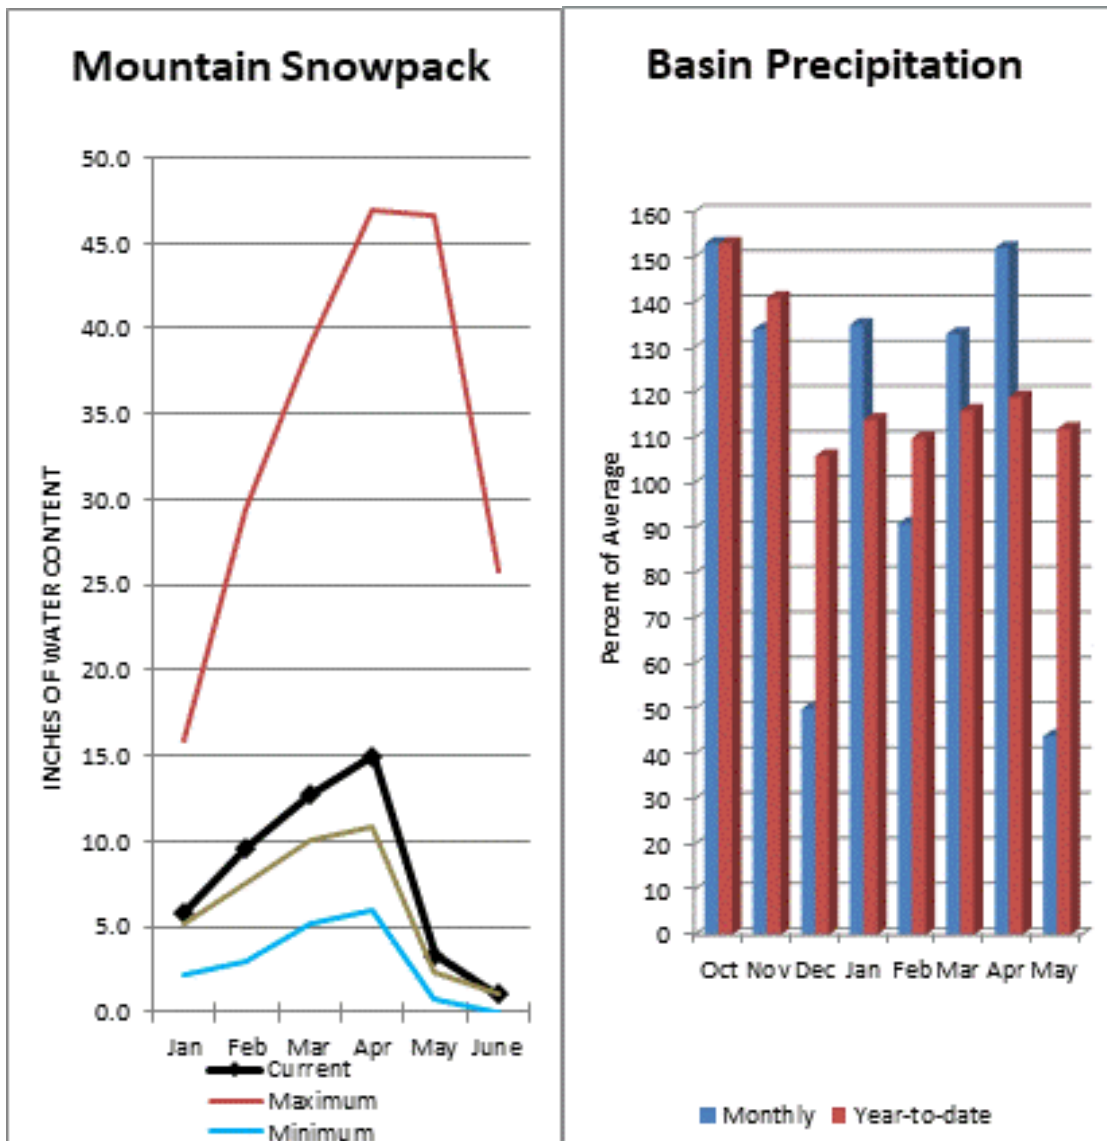 Mountain Snowpack
INCHES OF WATER CONTENT
50.0
45.0
40.0
35.0
30.0
25.0
20.0
15.0
10.0
5.0
0.0
Jan Feb Mar Apr May June
Current
Maximum
Minimum
Basin Precipitation
Percent of Average
160
150
140
130
120
110
100
90
80
70
60
50
40
30
20
10
0
Oct Nov Dec Jan Feb Mar Apr May
Monthly Year-to-date